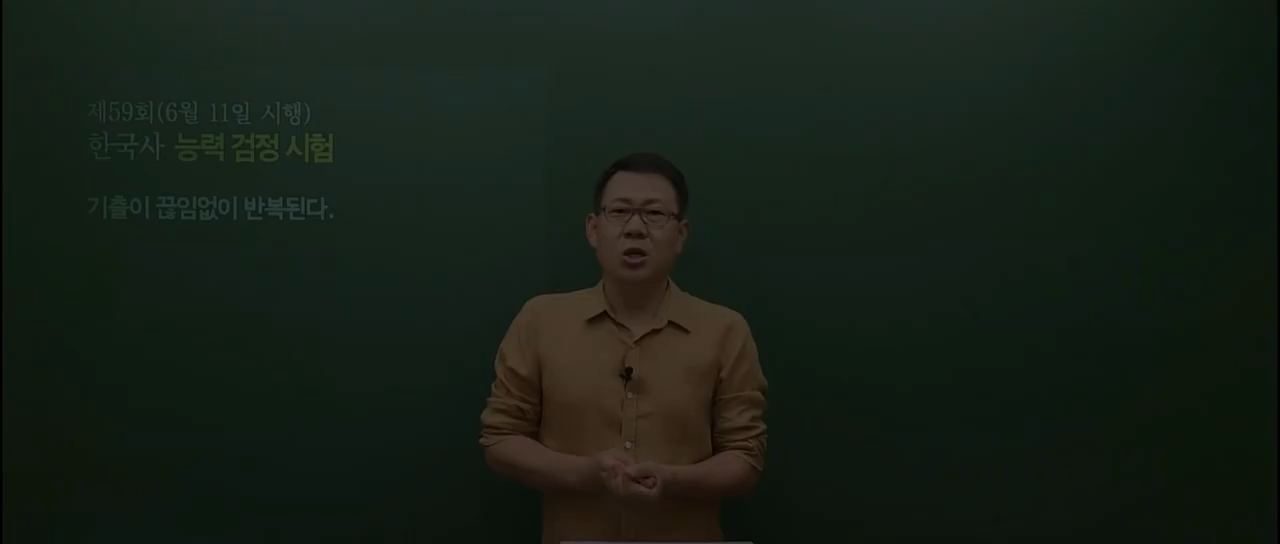 제59회(6월 11일 시행)
한국사 능력 검정 시험
기출이 끊임없이 반복된다.